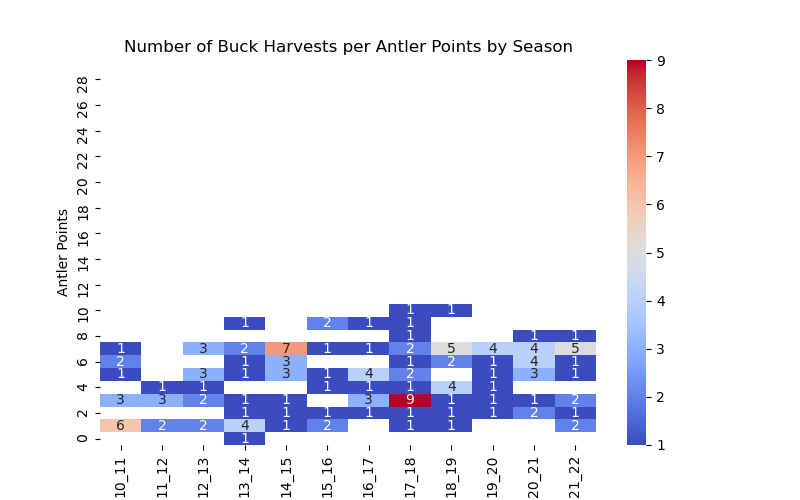 Number of Buck Harvests per Antler Points by Season
Antler Points
28
26
24
22
20
18
16
14
12
10 1 1
1 2 1 1
8 1 1 1
1 3 2 7 1 1 2 5 4 4 5
6 2 1 3 1 2 1 4 1
1 3 1 3 1 4 2 1 3 1
4 1 1 1 1 1 4 1
3 3 2 1 1 3 9 1 1 1 2
2 1 1 1 1 1 1 1 2 1
6 2 2 4 1 2 1 1 2
0 1
10_11 11_12 12_13 13_14 14_15 15_16 16_17 17_18 18_19 19_20 20_21 21_22
9
8
7
6
5
4
3
2
1